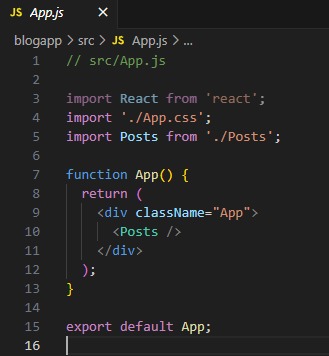 JS App.js ×
blogapp > src > JS App.js > ...
1 // src/App.js
2
3 import React from 'react';
4 import './App.css';
5 import Posts from './Posts';
6
7 function App() {
8   return (
9     <div className="App">
10       <Posts />
11     </div>
12   );
13 }
14
15 export default App;
16